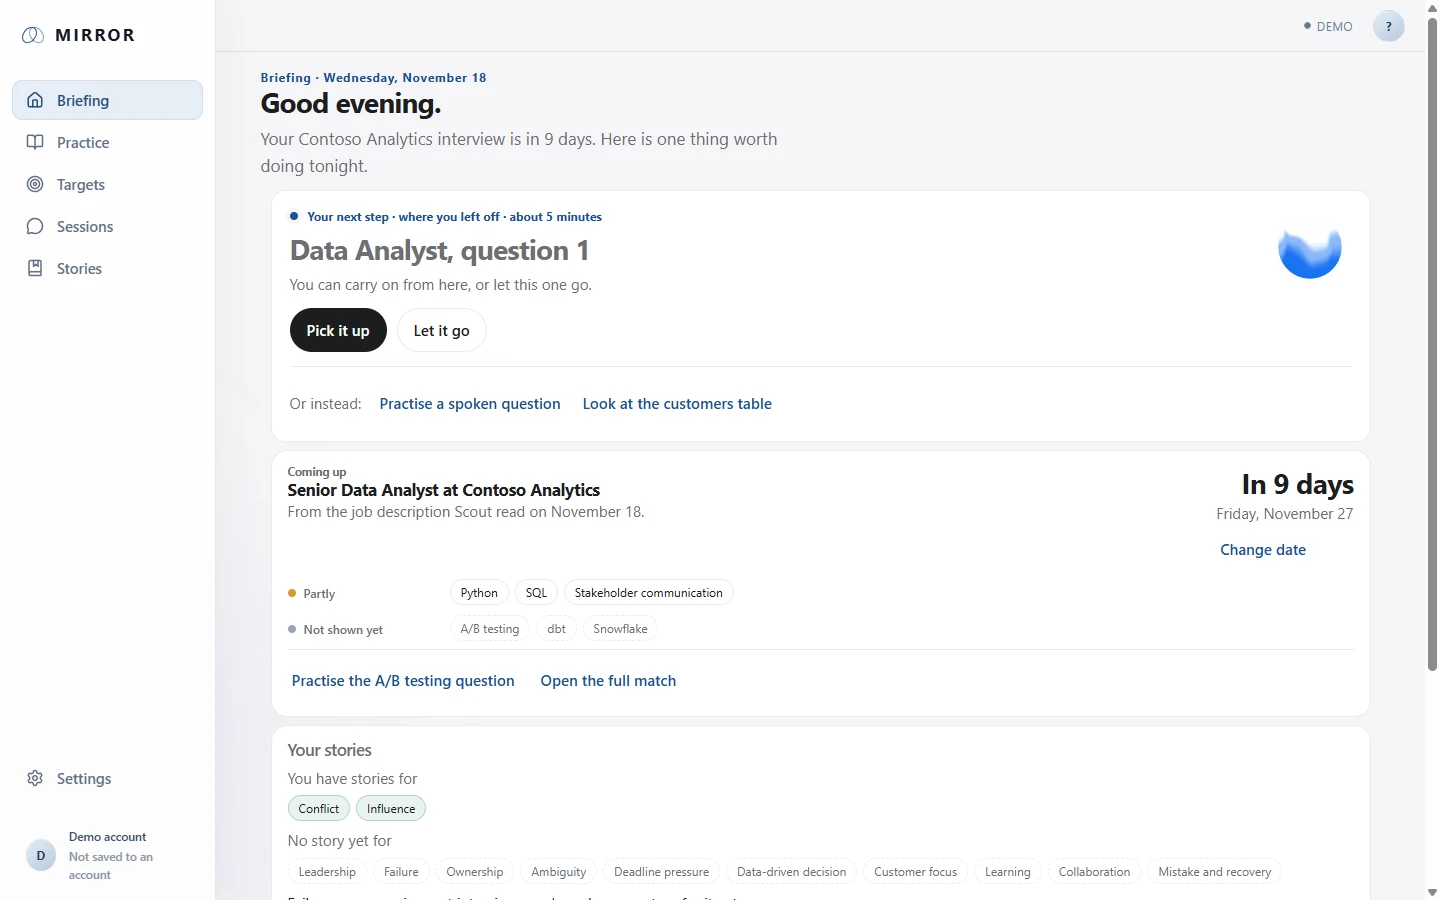 MIRROR
DEMO
?
Briefing
Practice
Targets
Sessions
Stories
Settings
D
Demo account
Not saved to an
account
Briefing · Wednesday, November 18
Good evening.
Your Contoso Analytics interview is in 9 days. Here is one thing worth
doing tonight.
Your next step · where you left off · about 5 minutes
Data Analyst, question 1
You can carry on from here, or let this one go.
Pick it up
Let it go
Or instead:
Practise a spoken question
Look at the customers table
Coming up
Senior Data Analyst at Contoso Analytics
From the job description Scout read on November 18.
In 9 days
Friday, November 27
Change date
Partly
Python
SQL
Stakeholder communication
Not shown yet
A/B testing
dbt
Snowflake
Practise the A/B testing question
Open the full match
Your stories
You have stories for
Conflict
Influence
No story yet for
Leadership
Failure
Ownership
Ambiguity
Deadline pressure
Data-driven decision
Customer focus
Learning
Collaboration
Mistake and recovery